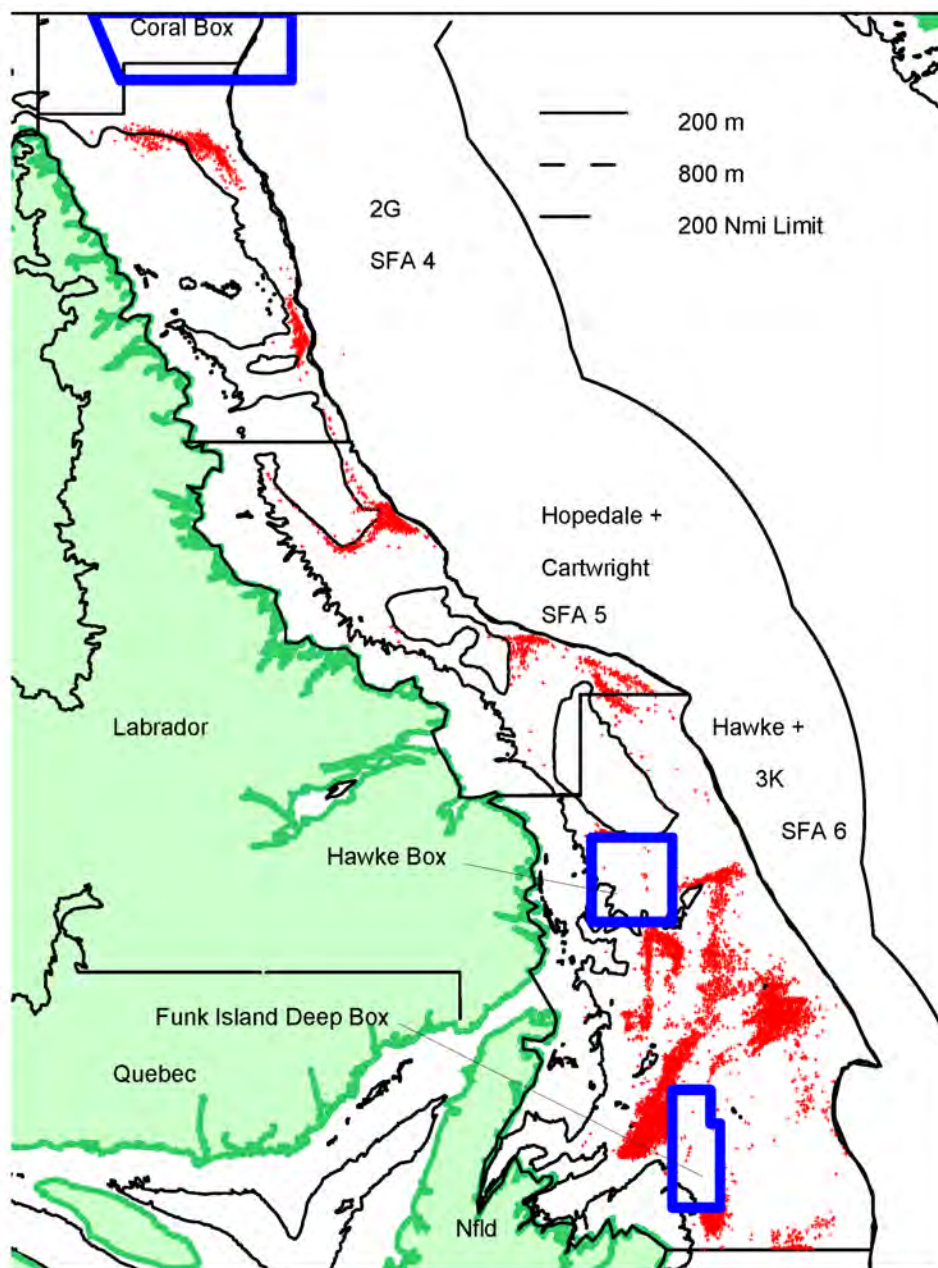 Coral Box
200 m
800 m
200 Nmi Limit
2G
SFA 4
Hopedale +
Cartwright
SFA 5
Labrador
Hawke +
3K
SFA 6
Hawke Box
Funk Island Deep Box
Quebec
Nfld